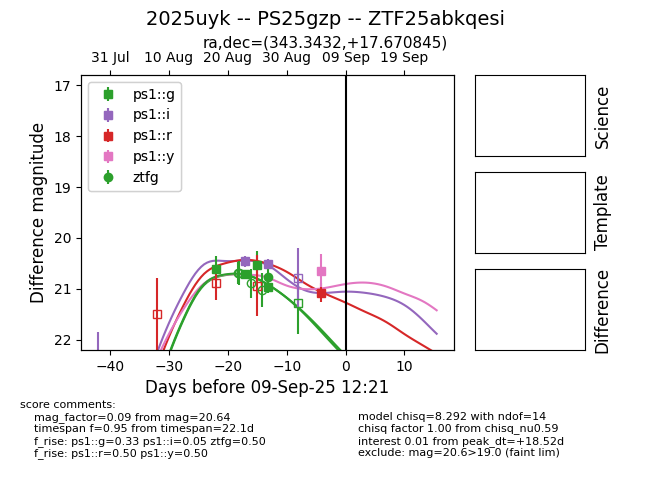 2025uyk -- PS25gzp -- ZTF25abkqesi
ra,dec=(343.3432,+17.670845)
31 Jul 10 Aug 20 Aug 30 Aug 09 Sep 19 Sep
17
18
19
20
21
22
Difference magnitude
ps1::g
ps1::i
ps1::r
ps1::y
ztfg
−40 −30 −20 −10 0 10
Days before 09-Sep-25 12:21
Science
Template
Difference
score comments:
mag_factor=0.09 from mag=20.64
timespan f=0.95 from timespan=22.1d
f_rise: ps1::g=0.33 ps1::i=0.05 ztfg=0.50
f_rise: ps1::r=0.50 ps1::y=0.50
model chisq=8.292 with ndof=14
chisq factor 1.00 from chisq_nu0.59
interest 0.01 from peak_dt=+18.52d
exclude: mag=20.6>19.0 (faint lim)